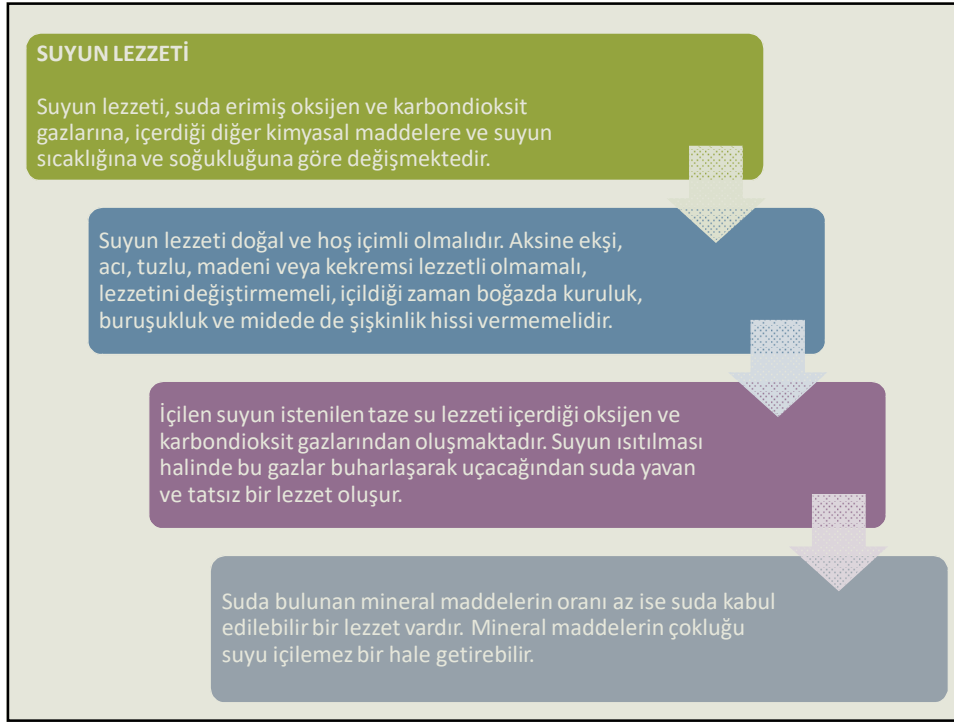 SUYUN LEZZETİ
Suyun lezzeti, suda erimiş oksijen ve karbondioksit
gazlarına, içerdiği diğer kimyasal maddelere ve suyun
sıcaklığına ve soğukluğuna göre değişmektedir.
Suyun lezzeti doğal ve hoş içimli olmalıdır. Aksine ekşi,
acı, tuzlu, madeni veya kekremsi lezzetli olmamalı,
lezzetini değiştirmemeli, içildiği zaman boğazda kuruluk,
buruşukluk ve midede de şişkinlik hissi vermemelidir.
İçilen suyun istenilen taze su lezzeti içerdiği oksijen ve
karbondioksit gazlarından oluşmaktadır. Suyun ısıtılması
halinde bu gazlar buharlaşarak uçacağından suda yavan
ve tatsız bir lezzet oluşur.
Suda bulunan mineral maddelerin oranı az ise suda kabul
edilebilir bir lezzet vardır. Mineral maddelerin çokluğu
suyu içilemez bir hale getirebilir.